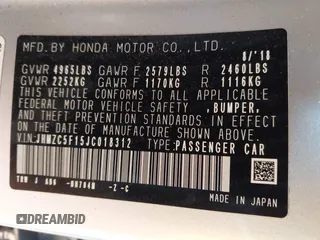 MFD.BY HONDA MOTOR CO.,LTD. 8/'18
GVWR 4965LBS GAWR F 2579LBS R 2460LBS
GVWR 2252KG GAWR F 1170KG R 1116KG
THIS VEHICLE CONFORMS TO ALL APPLICABLE
FEDERAL MOTOR VEHICLE SAFETY, BUMPER,
AND THEFT PREVENTION STANDARDS IN EFFECT
ON THE DATE OF MANUFACTURE SHOWN ABOVE.
VIN: JHMZC5F15JC018312 TYPE:PASSENGER CAR
-Z -C
MADE IN JAPAN
DREAMBID